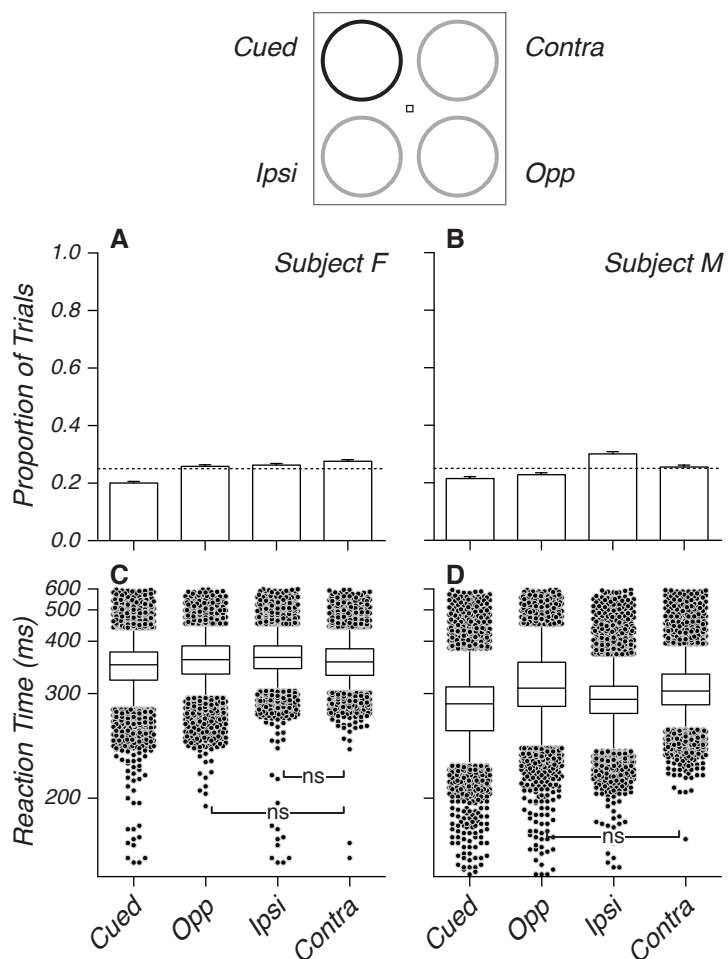 Cued
Contra
Ipsi
Opp
A
Subject F
B
Subject M
Proportion of Trials
1.0
0.8
0.6
0.4
0.2
0.0
C
D
Reaction Time (ms)
600
500
400
300
200
ns
ns
ns
Cued
Opp
Ipsi
Contra
Cued
Opp
Ipsi
Contra